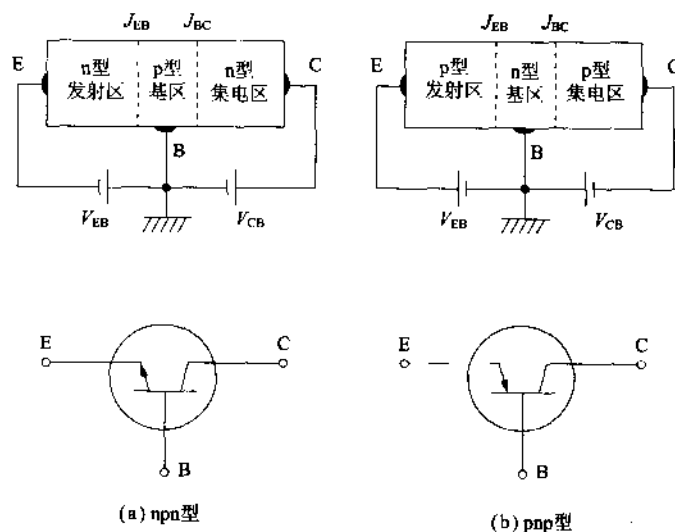 J_EB J_BC
E n型发射区 p型基区 n型集电区 C
B
V_EB V_CB
J_EB J_BC
E p型发射区 n型基区 p型集电区 C
B
V_EB V_CB
E C
B
(a) npn型
E C
B
(b) pnp型